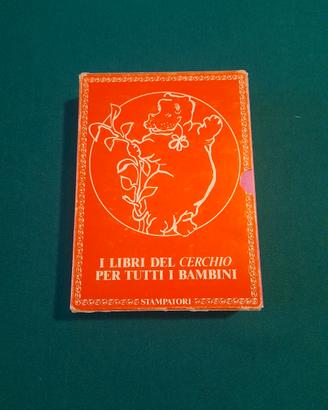 I LIBRI DEL CERCHIO
PER TUTTI I BAMBINI
STAMPATORI